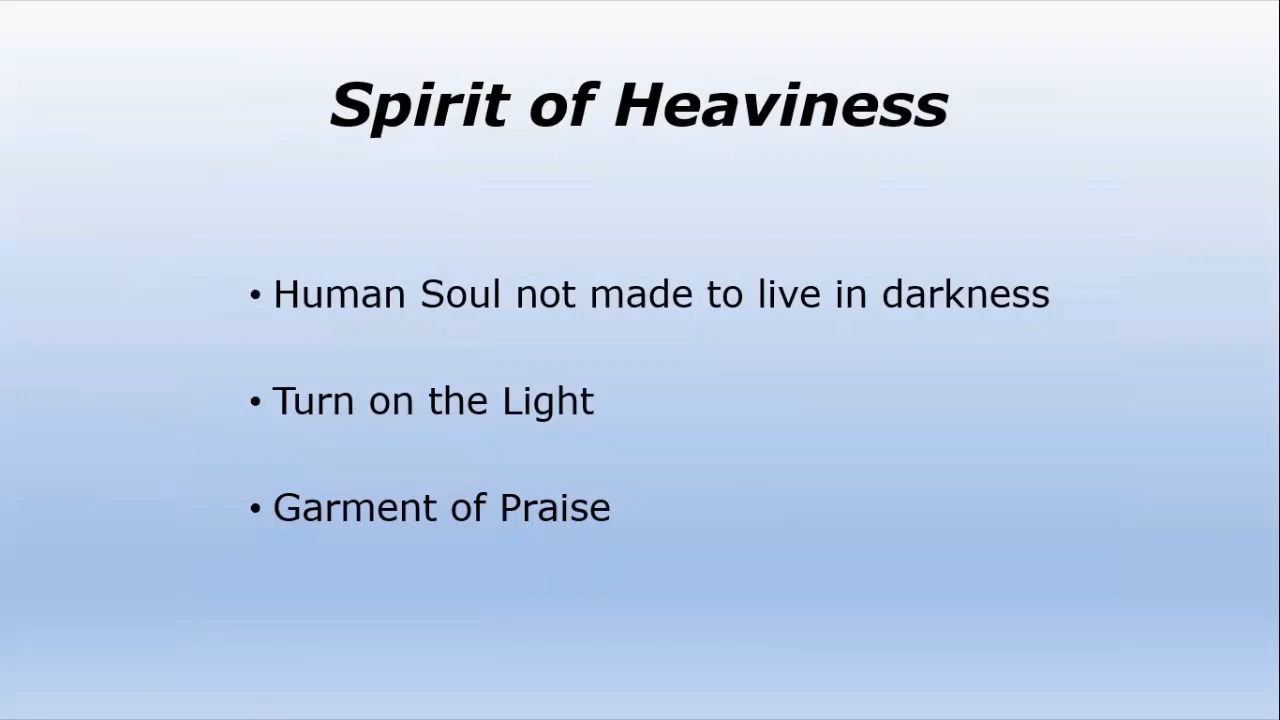 Spirit of Heaviness
• Human Soul not made to live in darkness
• Turn on the Light
• Garment of Praise